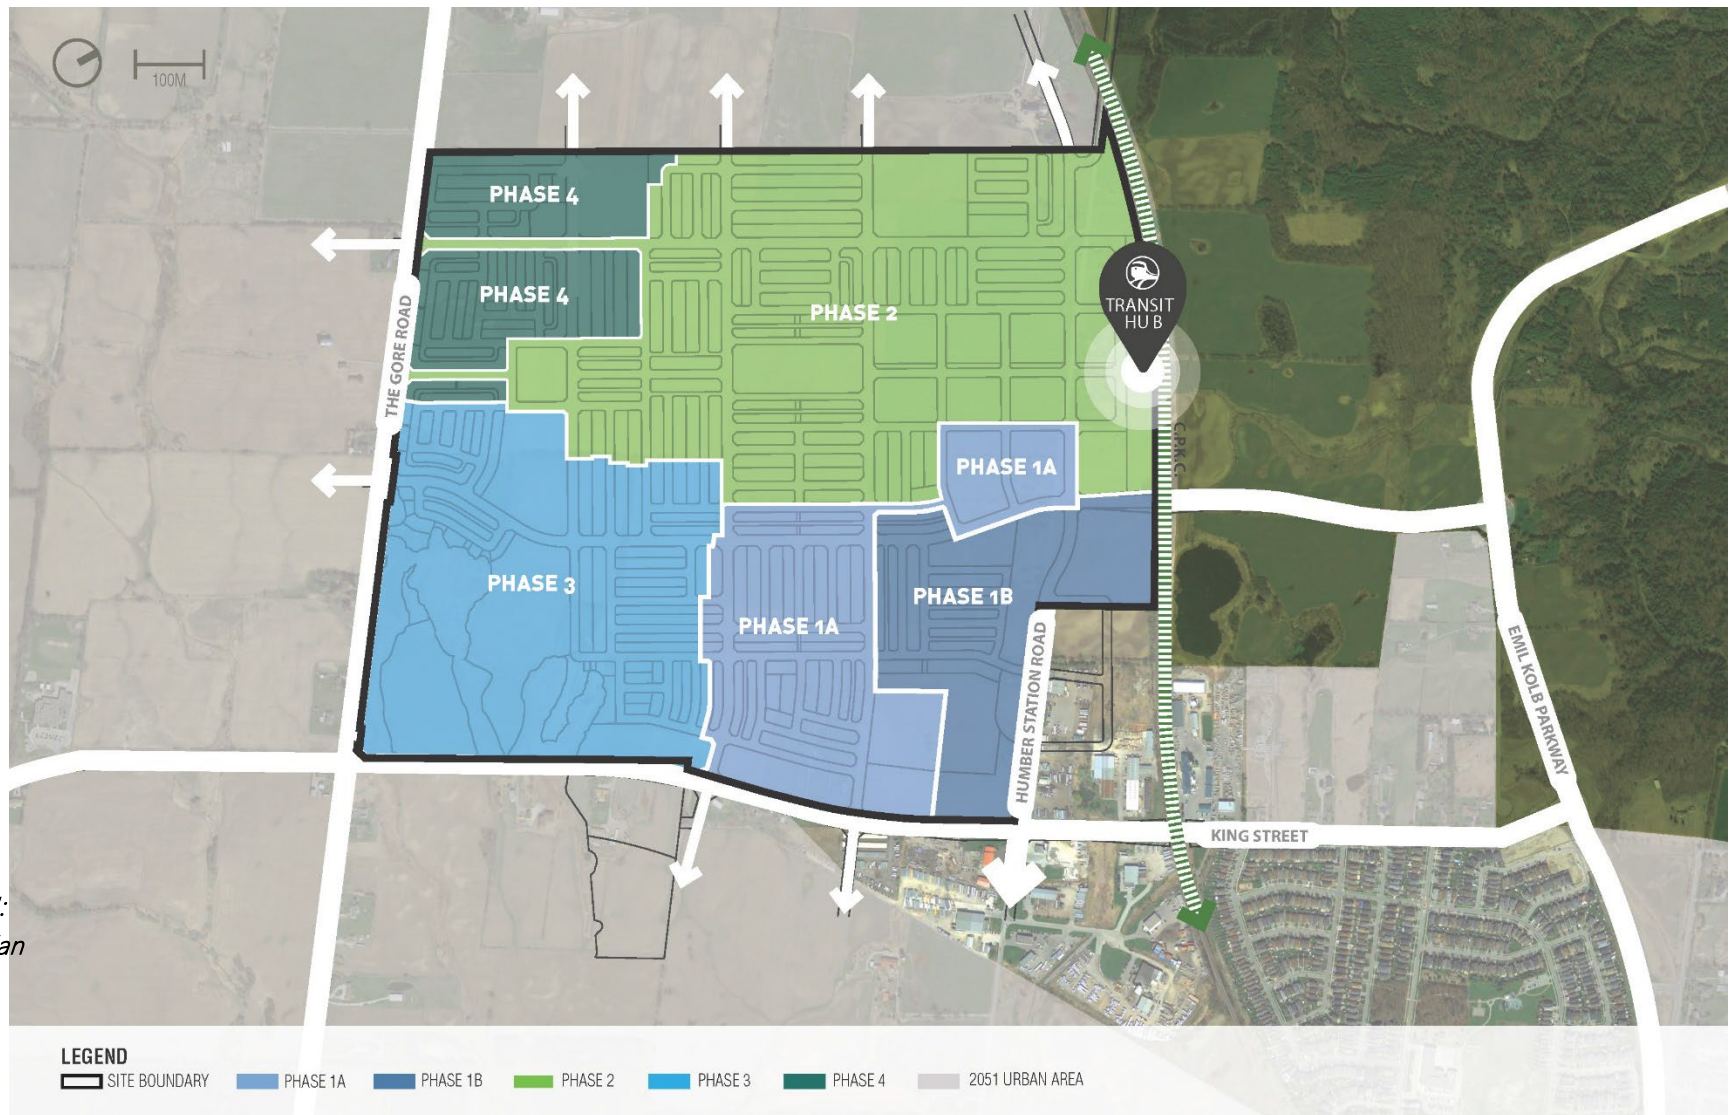 100M
PHASE 4
PHASE 4
PHASE 2
TRANSIT
HUB
THE GORE ROAD
C.P.K.C.
PHASE 1A
PHASE 3
PHASE 1B
PHASE 1A
HUMBER STATION ROAD
EMIL KOLB PARKWAY
KING STREET
LEGEND
SITE BOUNDARY
PHASE 1A
PHASE 1B
PHASE 2
PHASE 3
PHASE 4
2051 URBAN AREA